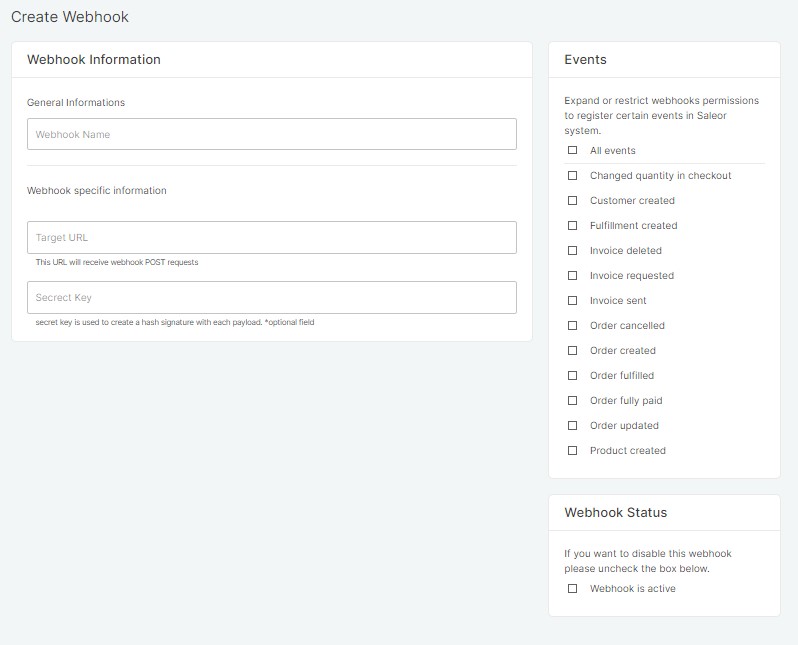 Create Webhook
Webhook Information
General Informations
Webhook Name
Webhook specific information
Target URL
This URL will receive webhook POST requests
Secrect Key
secret key is used to create a hash signature with each payload. *optional field
Events
Expand or restrict webhooks permissions
to register certain events in Saleor
system.
All events
Changed quantity in checkout
Customer created
Fulfillment created
Invoice deleted
Invoice requested
Invoice sent
Order cancelled
Order created
Order fulfilled
Order fully paid
Order updated
Product created
Webhook Status
If you want to disable this webhook
please uncheck the box below.
Webhook is active